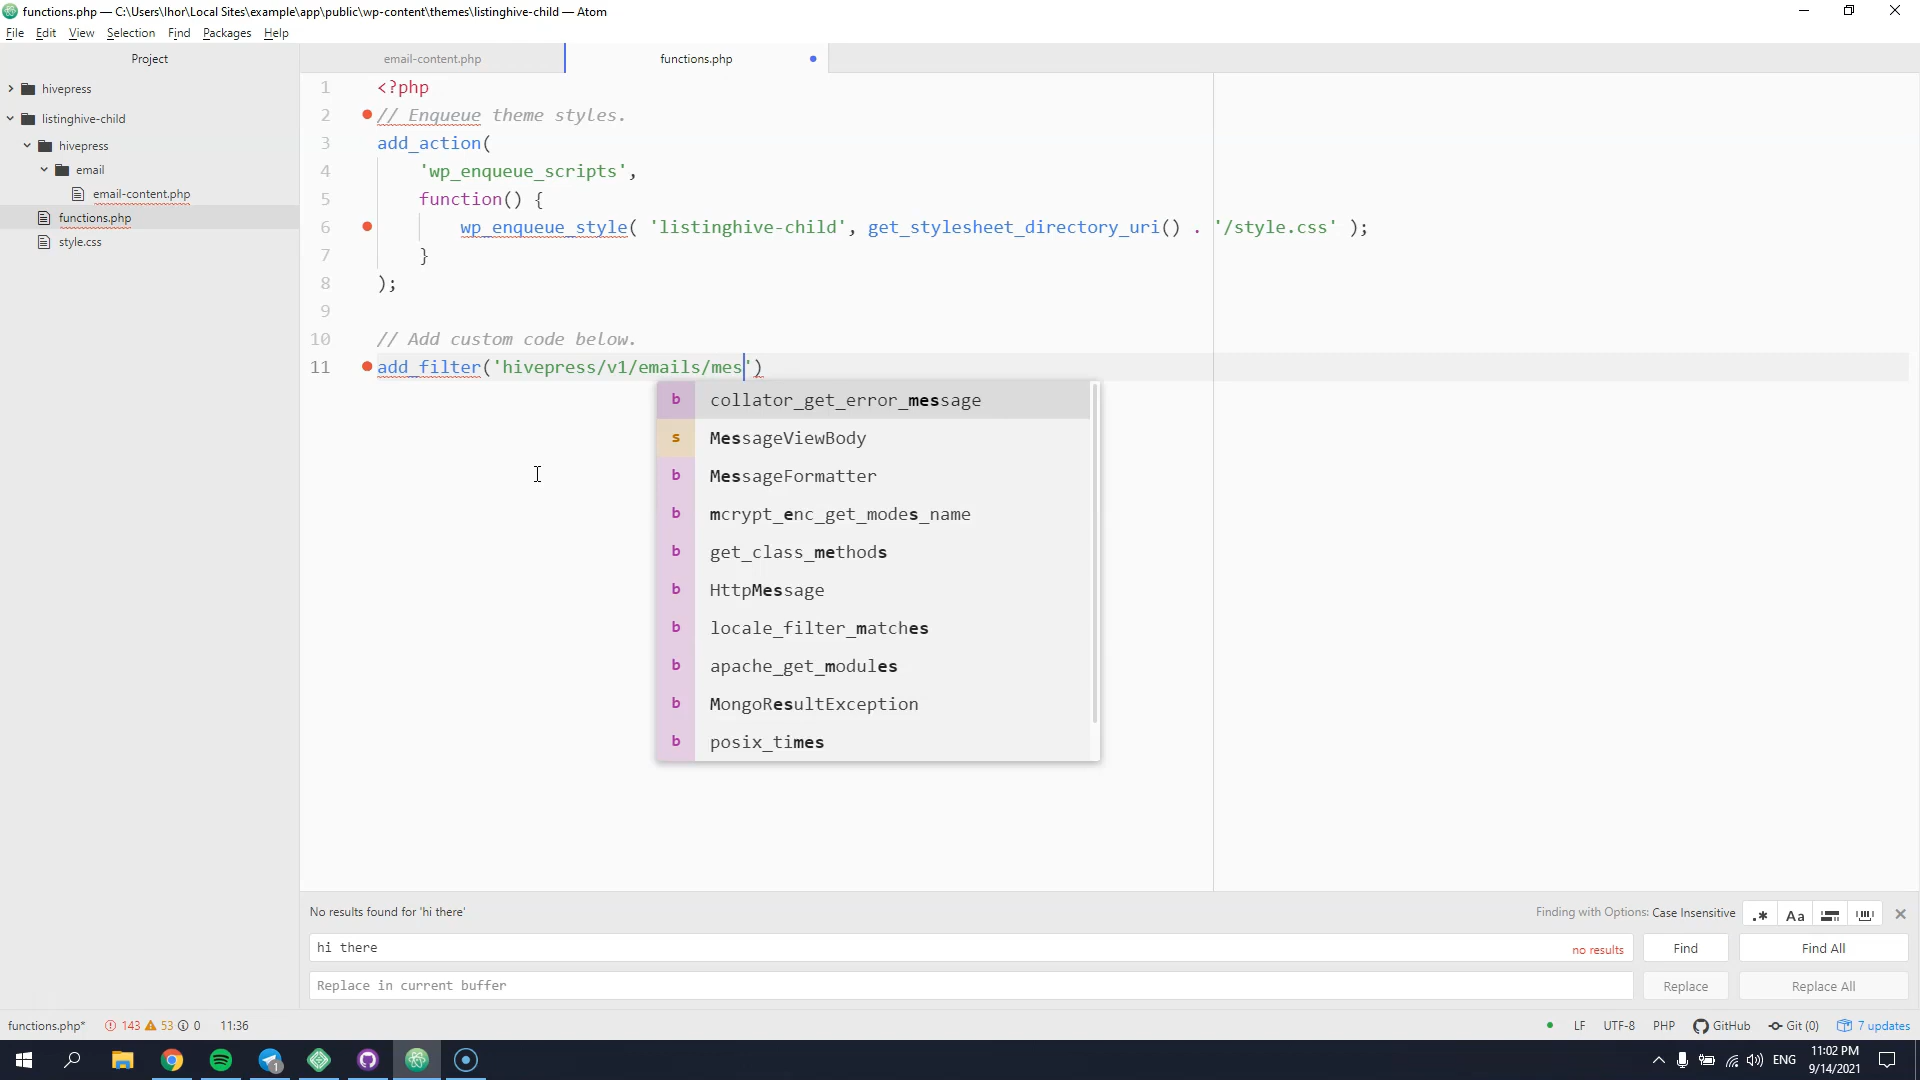 functions.php — C:\Users\Ihor\Local Sites\example\app\public\wp-content\themes\listinghive-child — Atom
File Edit View Selection Find Packages Help
Project
hivepress
listinghive-child
hivepress
email
email-content.php
functions.php
style.css
email-content.php
functions.php
1 <?php
2 // Enqueue theme styles.
3 add_action(
4 'wp_enqueue_scripts',
5 function() {
6 wp_enqueue_style( 'listinghive-child', get_stylesheet_directory_uri() . '/style.css' );
7 }
8 );
9
10 // Add custom code below.
11 add_filter('hivepress/v1/emails/mes')
b collator_get_error_message
s MessageViewBody
b MessageFormatter
b mcrypt_enc_get_modes_name
b get_class_methods
b HttpMessage
b locale_filter_matches
b apache_get_modules
b MongoResultException
b posix_times
No results found for 'hi there'
Finding with Options: Case Insensitive
.* Aa
hi there
no results
Find
Find All
Replace in current buffer
Replace
Replace All
functions.php* 143 53 0 11:36
LF UTF-8 PHP GitHub Git (0) 7 updates
1
ENG
11:02 PM
9/14/2021